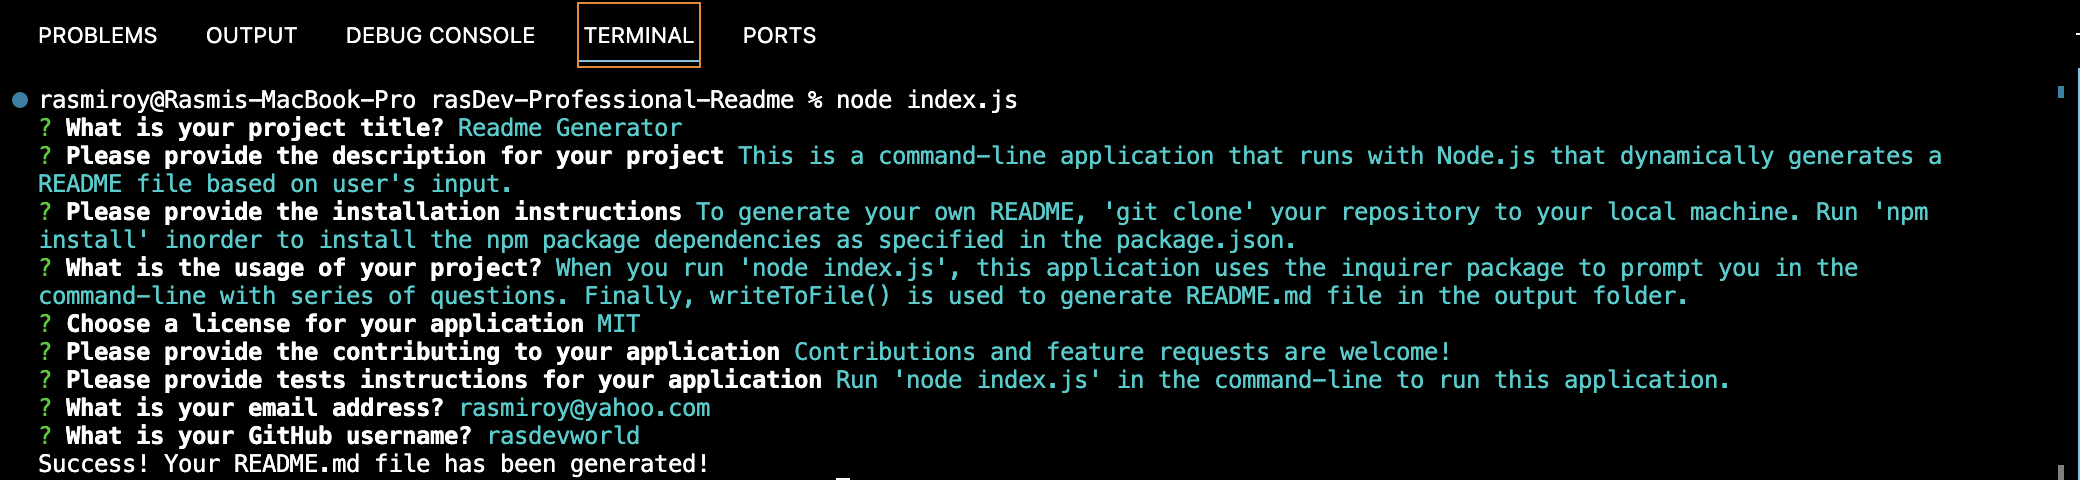 PROBLEMS OUTPUT DEBUG CONSOLE TERMINAL PORTS
rasmiroy@Rasmis-MacBook-Pro rasDev-Professional-Readme % node index.js
? What is your project title? Readme Generator
? Please provide the description for your project This is a command-line application that runs with Node.js that dynamically generates a
README file based on user's input.
? Please provide the installation instructions To generate your own README, 'git clone' your repository to your local machine. Run 'npm
install' inorder to install the npm package dependencies as specified in the package.json.
? What is the usage of your project? When you run 'node index.js', this application uses the inquirer package to prompt you in the
command-line with series of questions. Finally, writeToFile() is used to generate README.md file in the output folder.
? Choose a license for your application MIT
? Please provide the contributing to your application Contributions and feature requests are welcome!
? Please provide tests instructions for your application Run 'node index.js' in the command-line to run this application.
? What is your email address? rasmiroy@yahoo.com
? What is your GitHub username? rasdevworld
Success! Your README.md file has been generated!